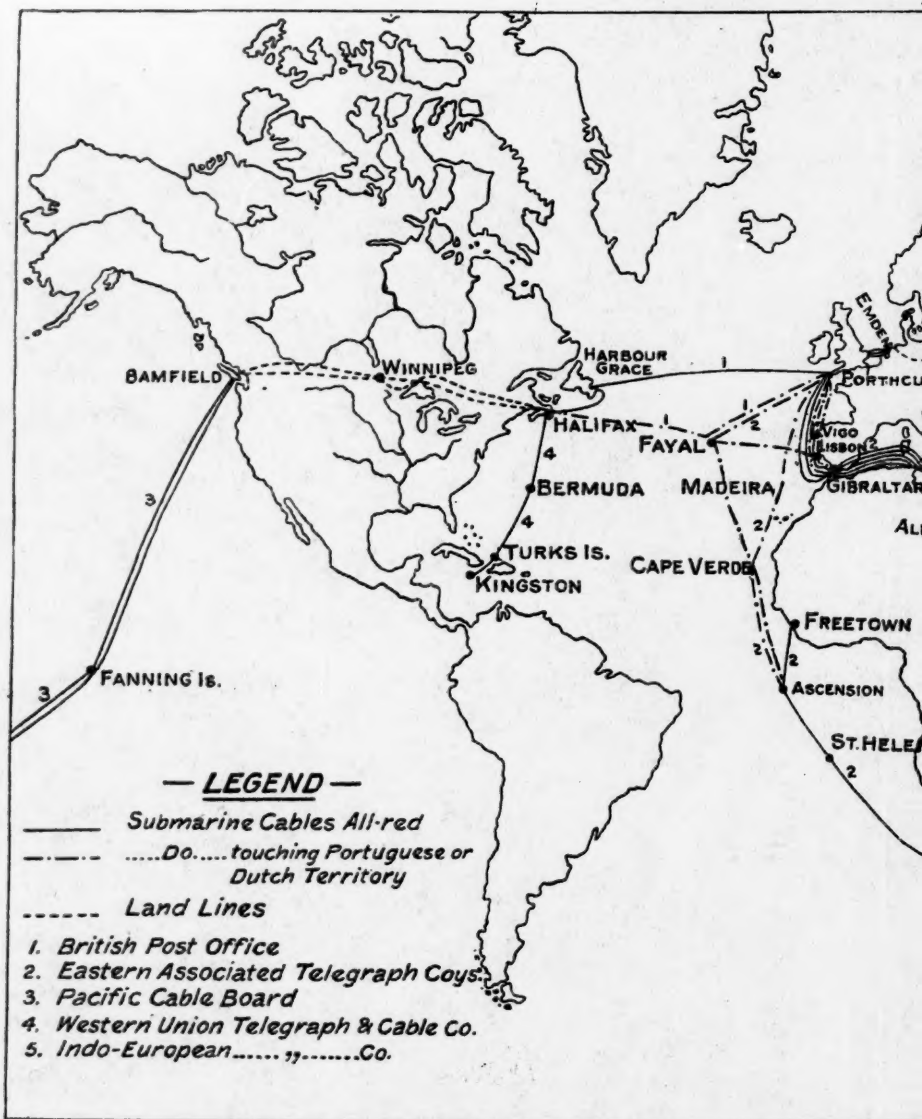 EMDEN
HARBOUR
GRACE
1
BAMFIELD
WINNIPEG
PORTHCU
1
1
2
HALIFAX
FAYAL
VIGO
LISBON
2
4
BERMUDA
MADEIRA
GIBRALTAR
3
4
2
AL
TURKS IS.
KINGSTON
CAPE VERDE
FREETOWN
2
2
3
FANNING IS.
ASCENSION
ST. HELE
2
— LEGEND —
Submarine Cables All-red
.....Do..... touching Portuguese or
Dutch Territory
Land Lines
1. British Post Office
2. Eastern Associated Telegraph Coys.
3. Pacific Cable Board
4. Western Union Telegraph & Cable Co.
5. Indo-European...... ,, .......Co.